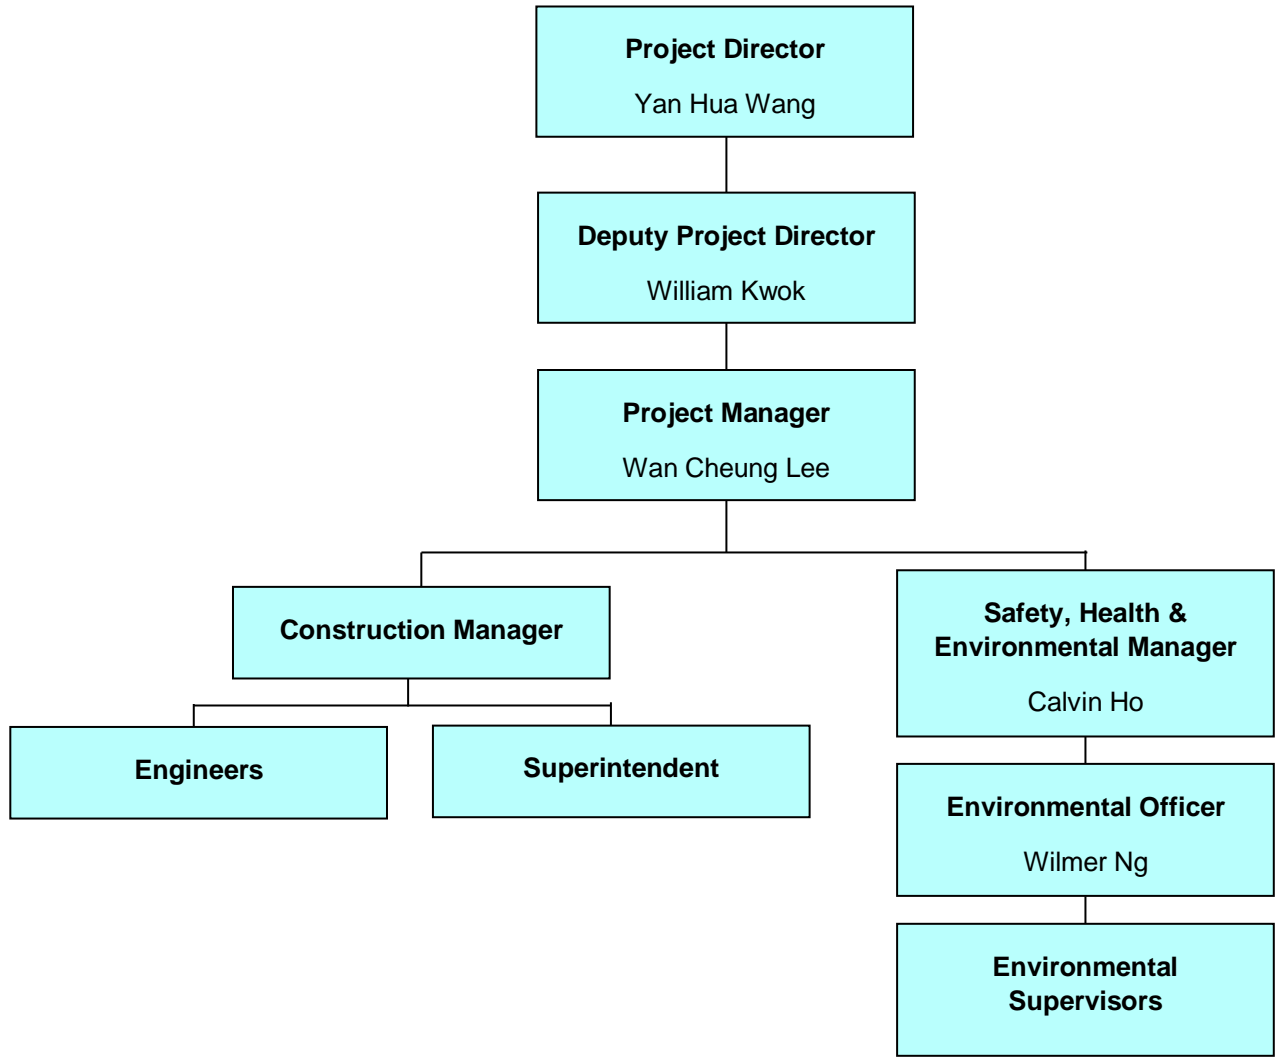 Project Director
Yan Hua Wang
Deputy Project Director
William Kwok
Project Manager
Wan Cheung Lee
Construction Manager
Safety, Health &
Environmental Manager
Calvin Ho
Engineers
Superintendent
Environmental Officer
Wilmer Ng
Environmental
Supervisors